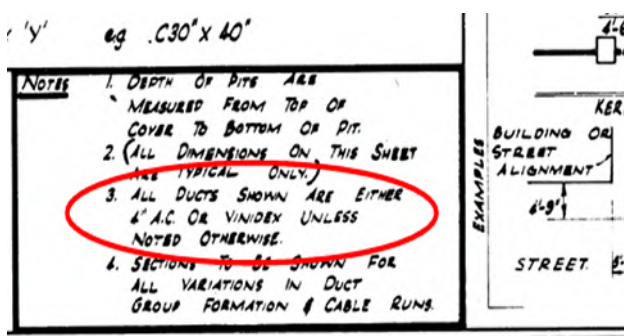 'Y' eg .C30" x 40"
NOTES 1. DEPTH OF PITS ARE
MEASURED FROM TOP OF
COVER TO BOTTOM OF PIT.
2. (ALL DIMENSIONS ON THIS SHEET
ARE TYPICAL ONLY.)
3. ALL DUCTS SHOWN ARE EITHER
4" A.C. OR VINIDEX UNLESS
NOTED OTHERWISE.
4. SECTIONS TO BE SHOWN FOR
ALL VARIATIONS IN DUCT
GROUP FORMATION & CABLE RUNS.
EXAMPLES
KER
BUILDING OR
STREET
ALIGNMENT
4'-9"
STREET.